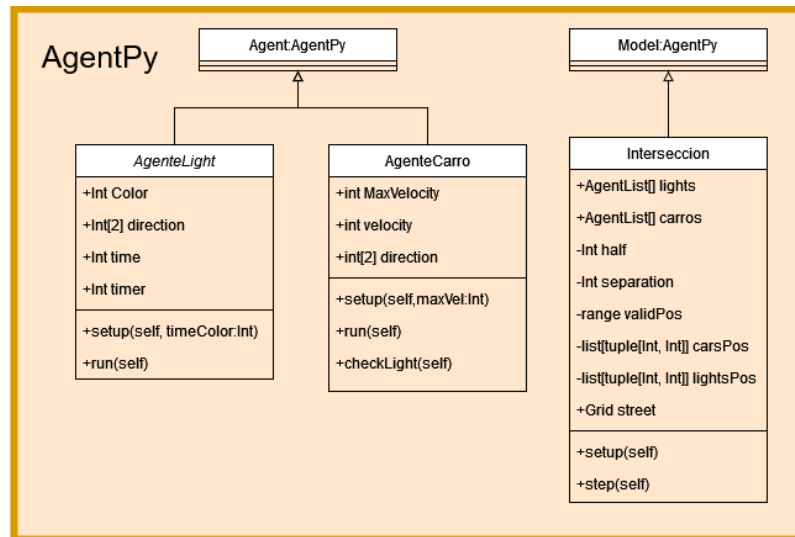 AgentPy
Agent:AgentPy
Model:AgentPy
AgenteLight
+Int Color
+Int[2] direction
+Int time
+Int timer
+setup(self, timeColor:Int)
+run(self)
AgenteCarro
+int MaxVelocity
+int velocity
+int[2] direction
+setup(self,maxVel:Int)
+run(self)
+checkLight(self)
Interseccion
+AgentList[] lights
+AgentList[] carros
-Int half
-Int separation
-range validPos
-list[tuple[Int, Int]] carsPos
-list[tuple[Int, Int]] lightsPos
+Grid street
+setup(self)
+step(self)